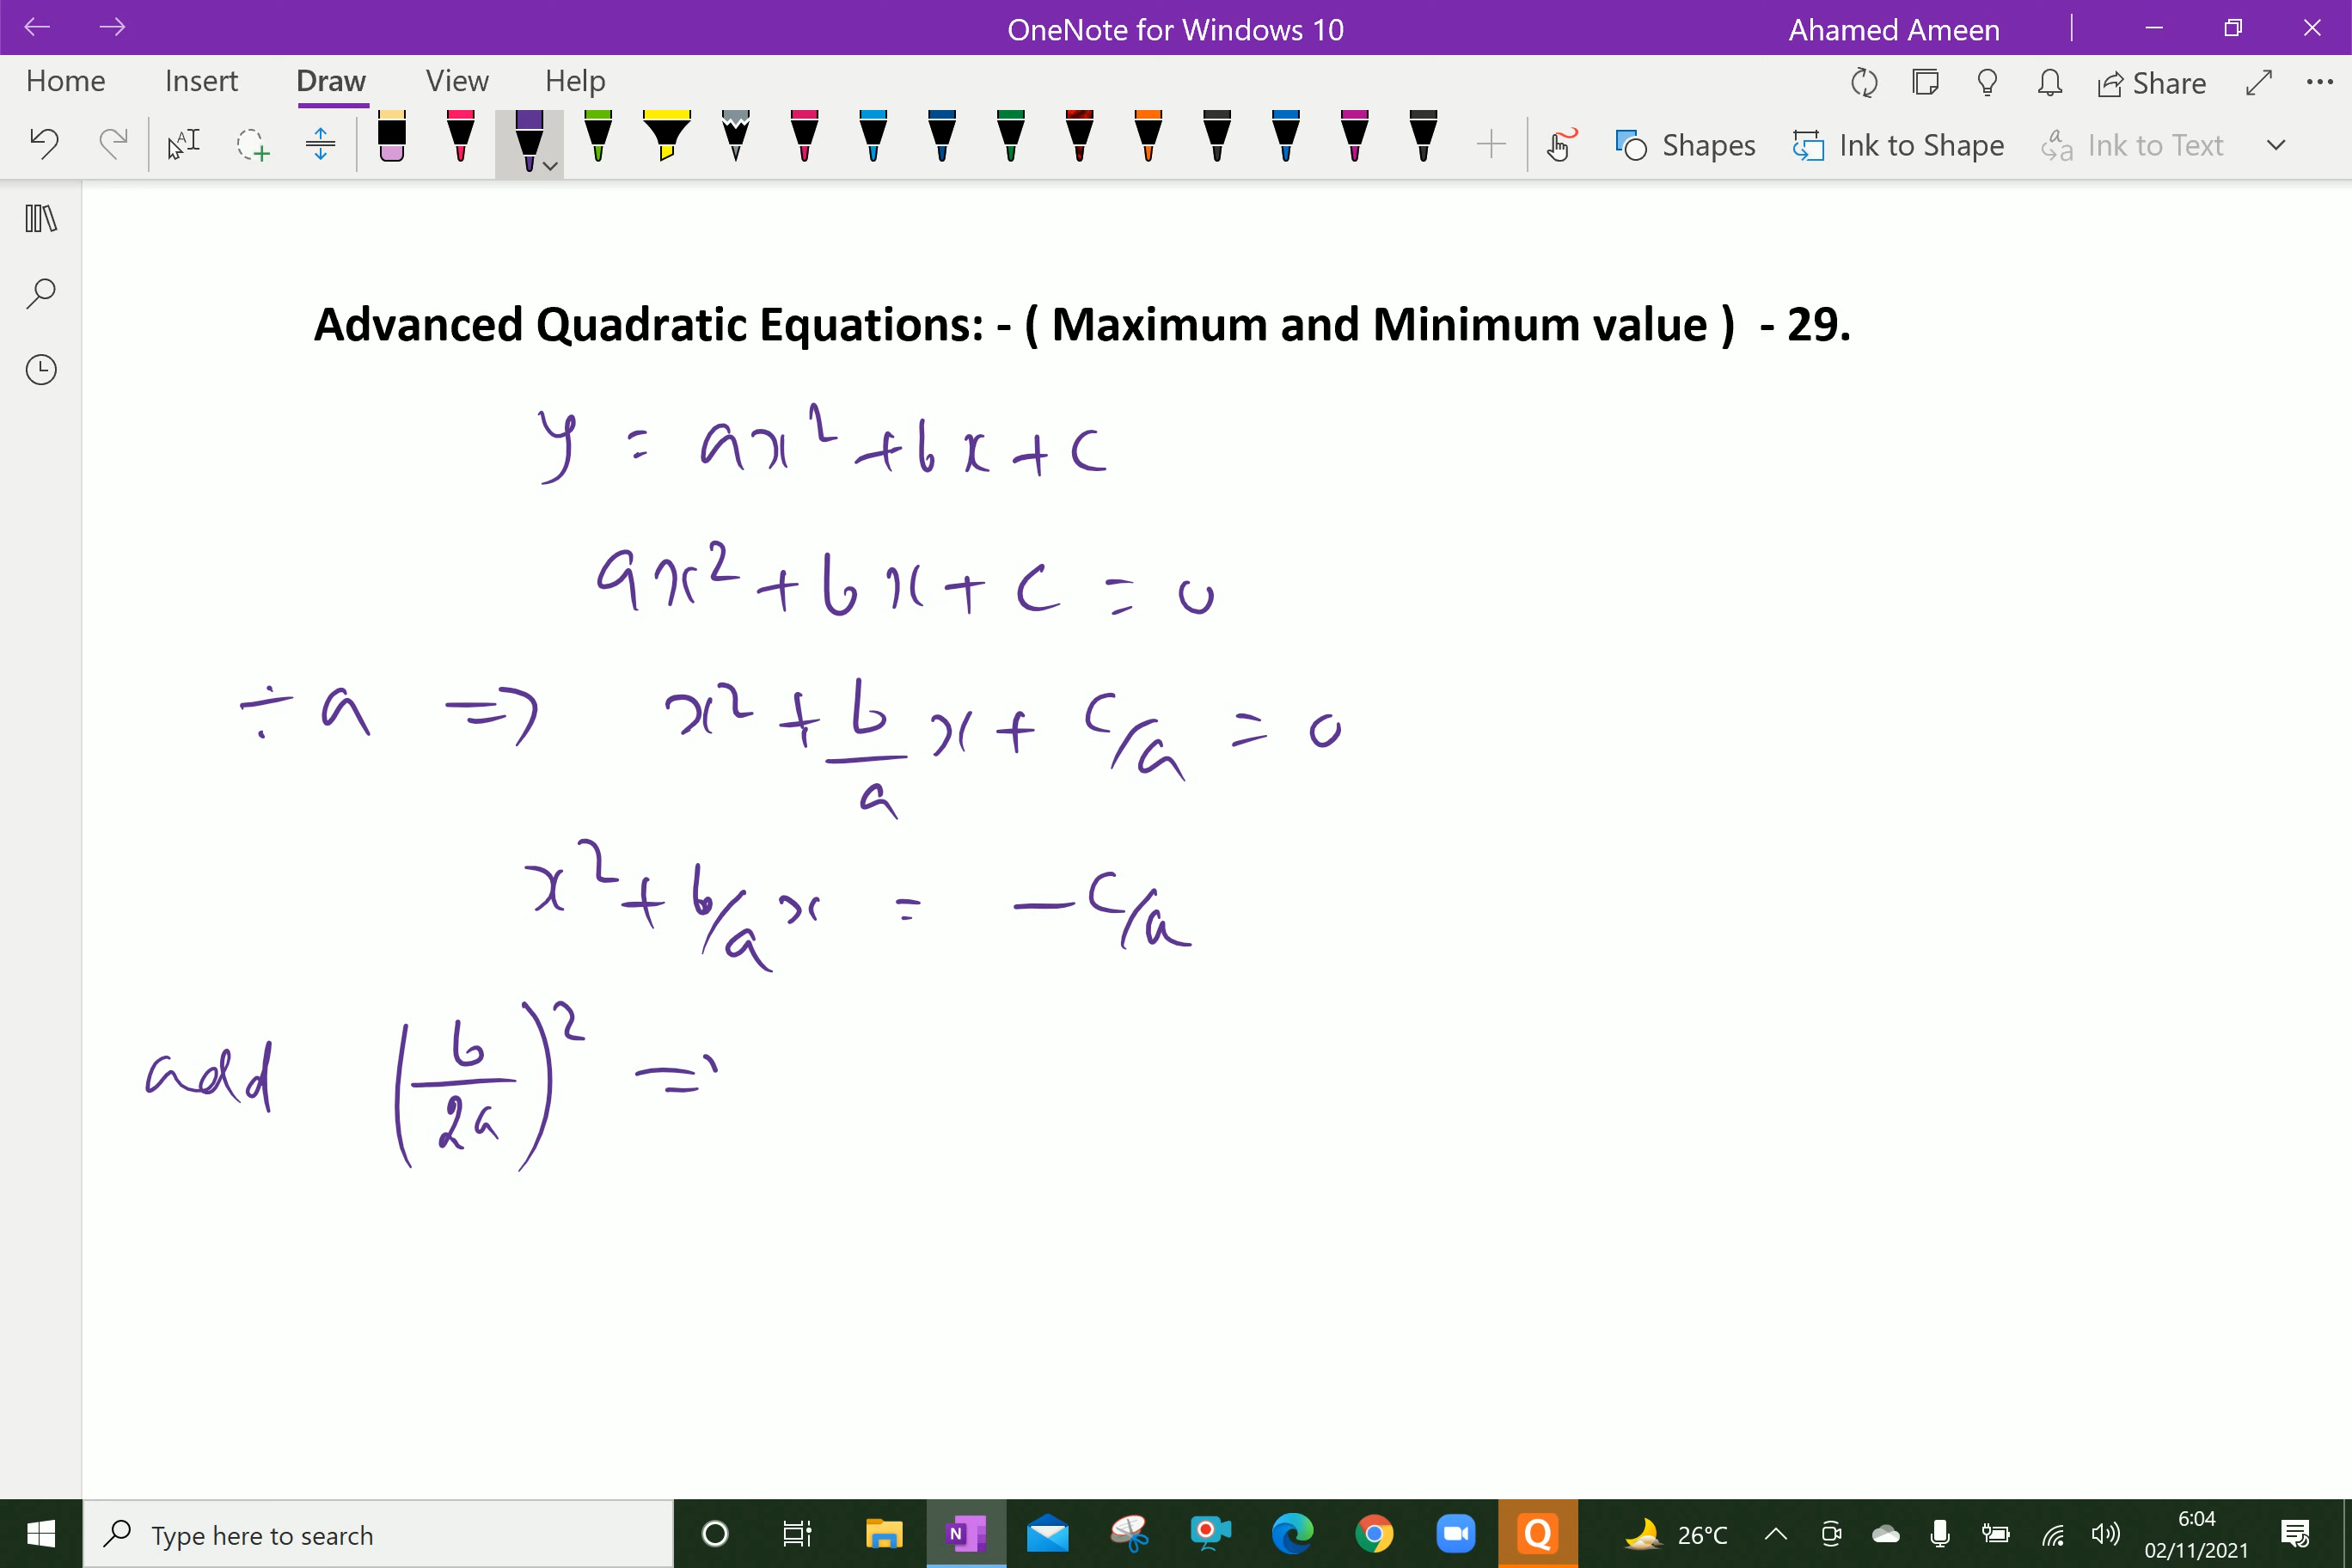 OneNote for Windows 10 Ahamed Ameen
Home Insert Draw View Help Share
Shapes Ink to Shape Ink to Text
Advanced Quadratic Equations: - ( Maximum and Minimum value ) - 29.
y = ax² + bx + c
ax² + bx + c = 0
÷ a ⇒ x² + b/a x + c/a = 0
x² + b/a x = - c/a
add (b/2a)² ⇒
Type here to search 26°C 6:04
02/11/2021